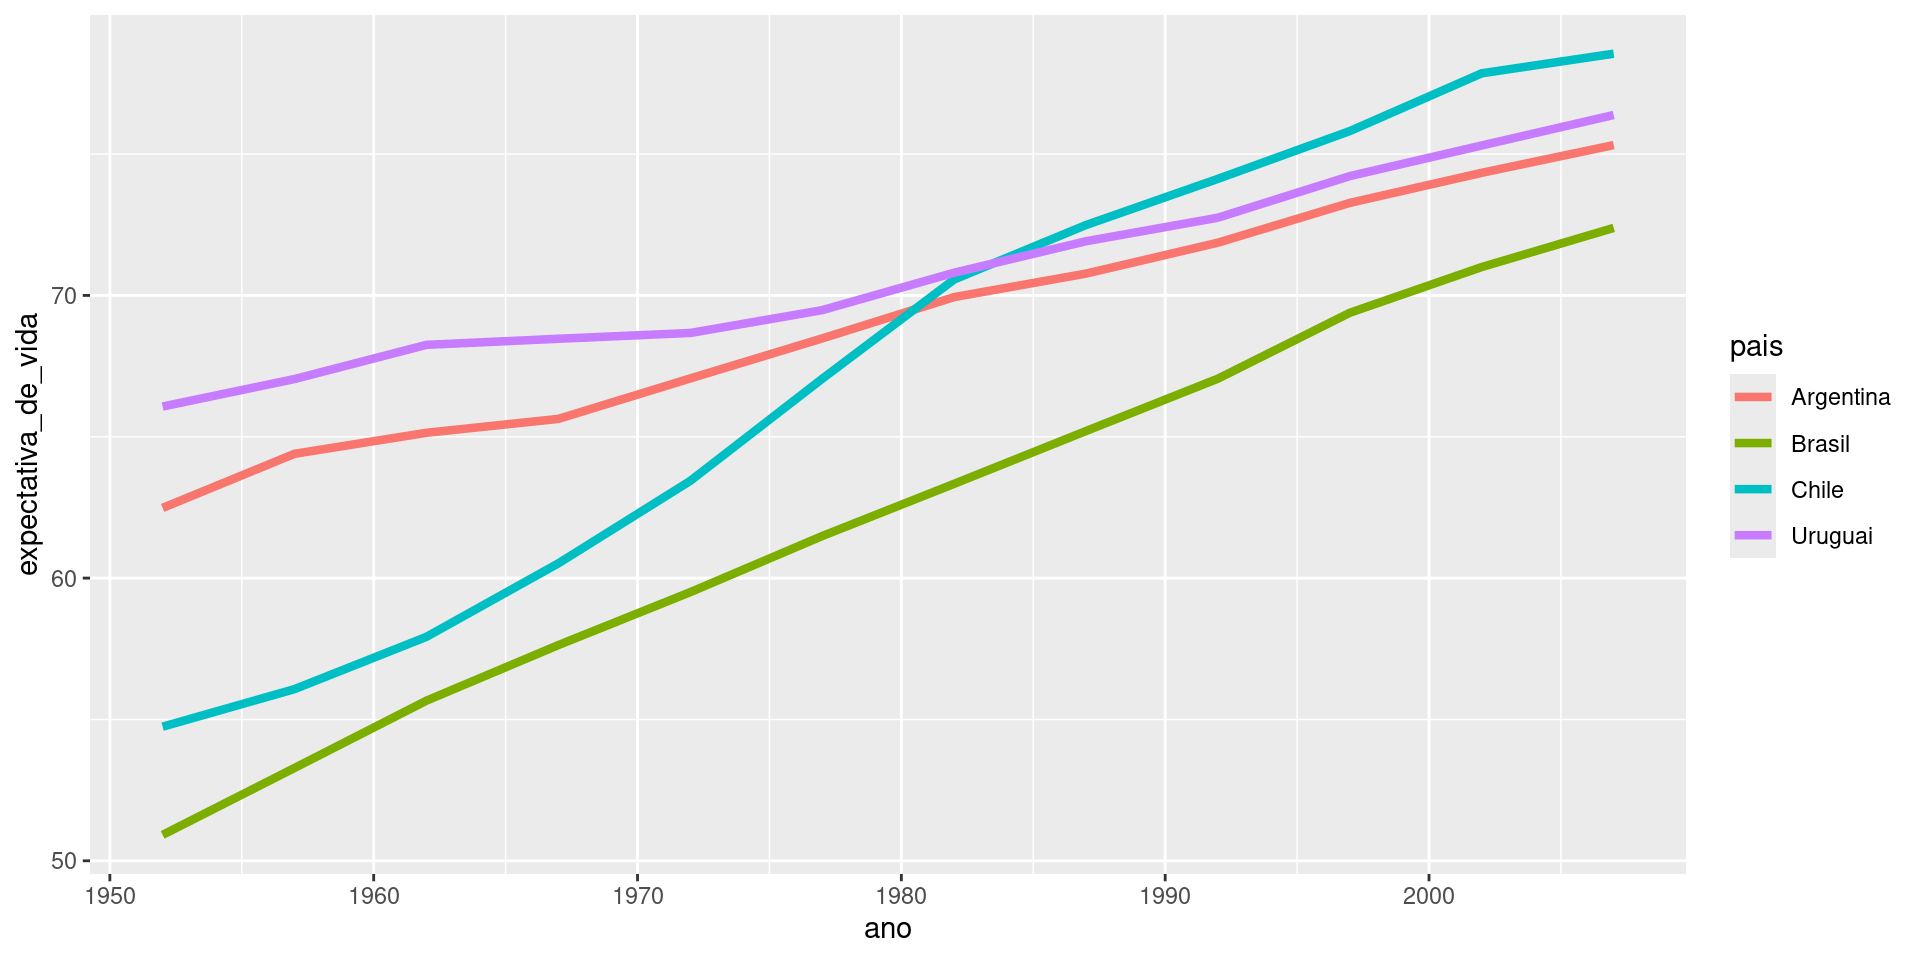 expectativa_de_vida
70
60
50
1950 1960 1970 1980 1990 2000
ano
pais
Argentina
Brasil
Chile
Uruguai